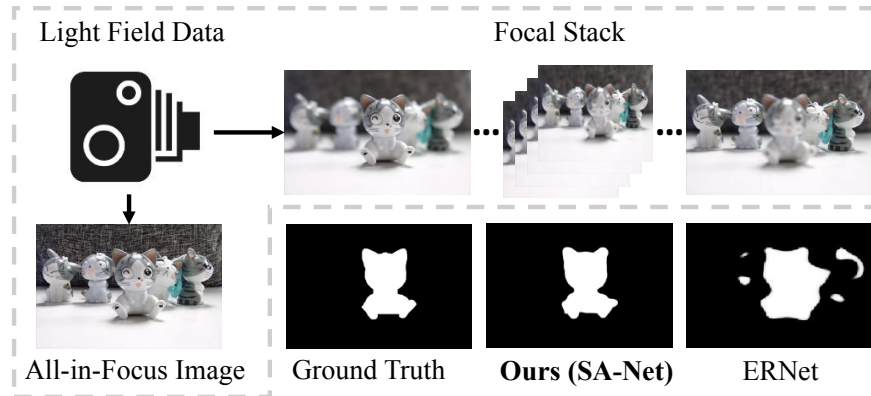 Light Field Data
Focal Stack
All-in-Focus Image
Ground Truth
Ours (SA-Net)
ERNet